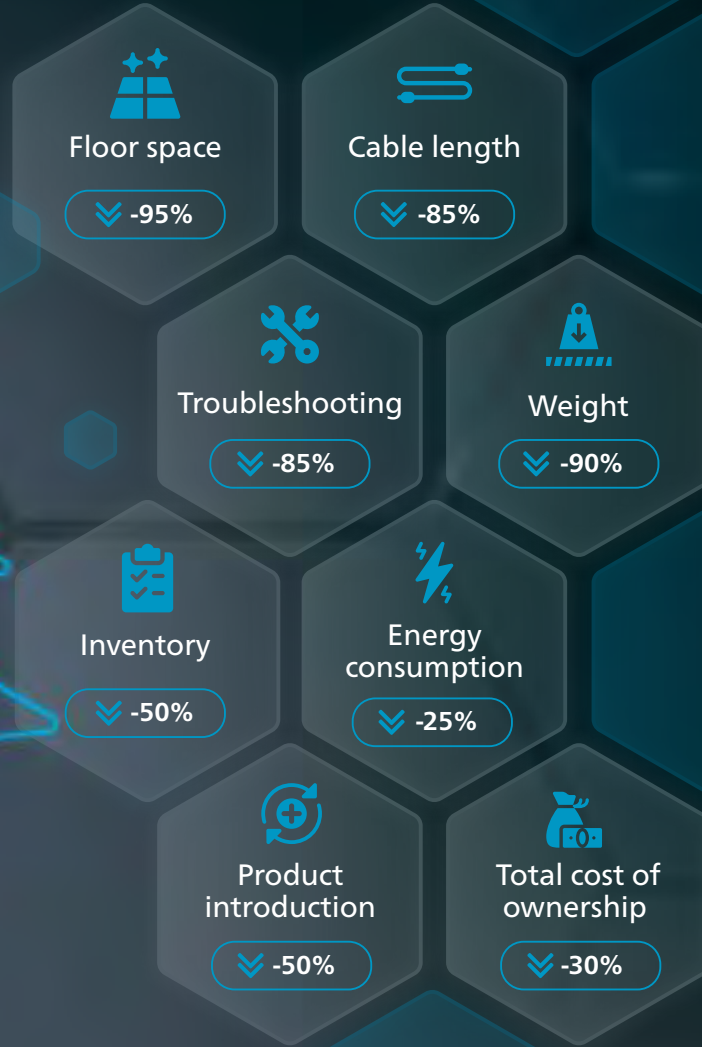 Floor space
-95%
Cable length
-85%
Troubleshooting
-85%
Weight
-90%
Inventory
-50%
Energy
consumption
-25%
Product
introduction
-50%
Total cost of
ownership
-30%